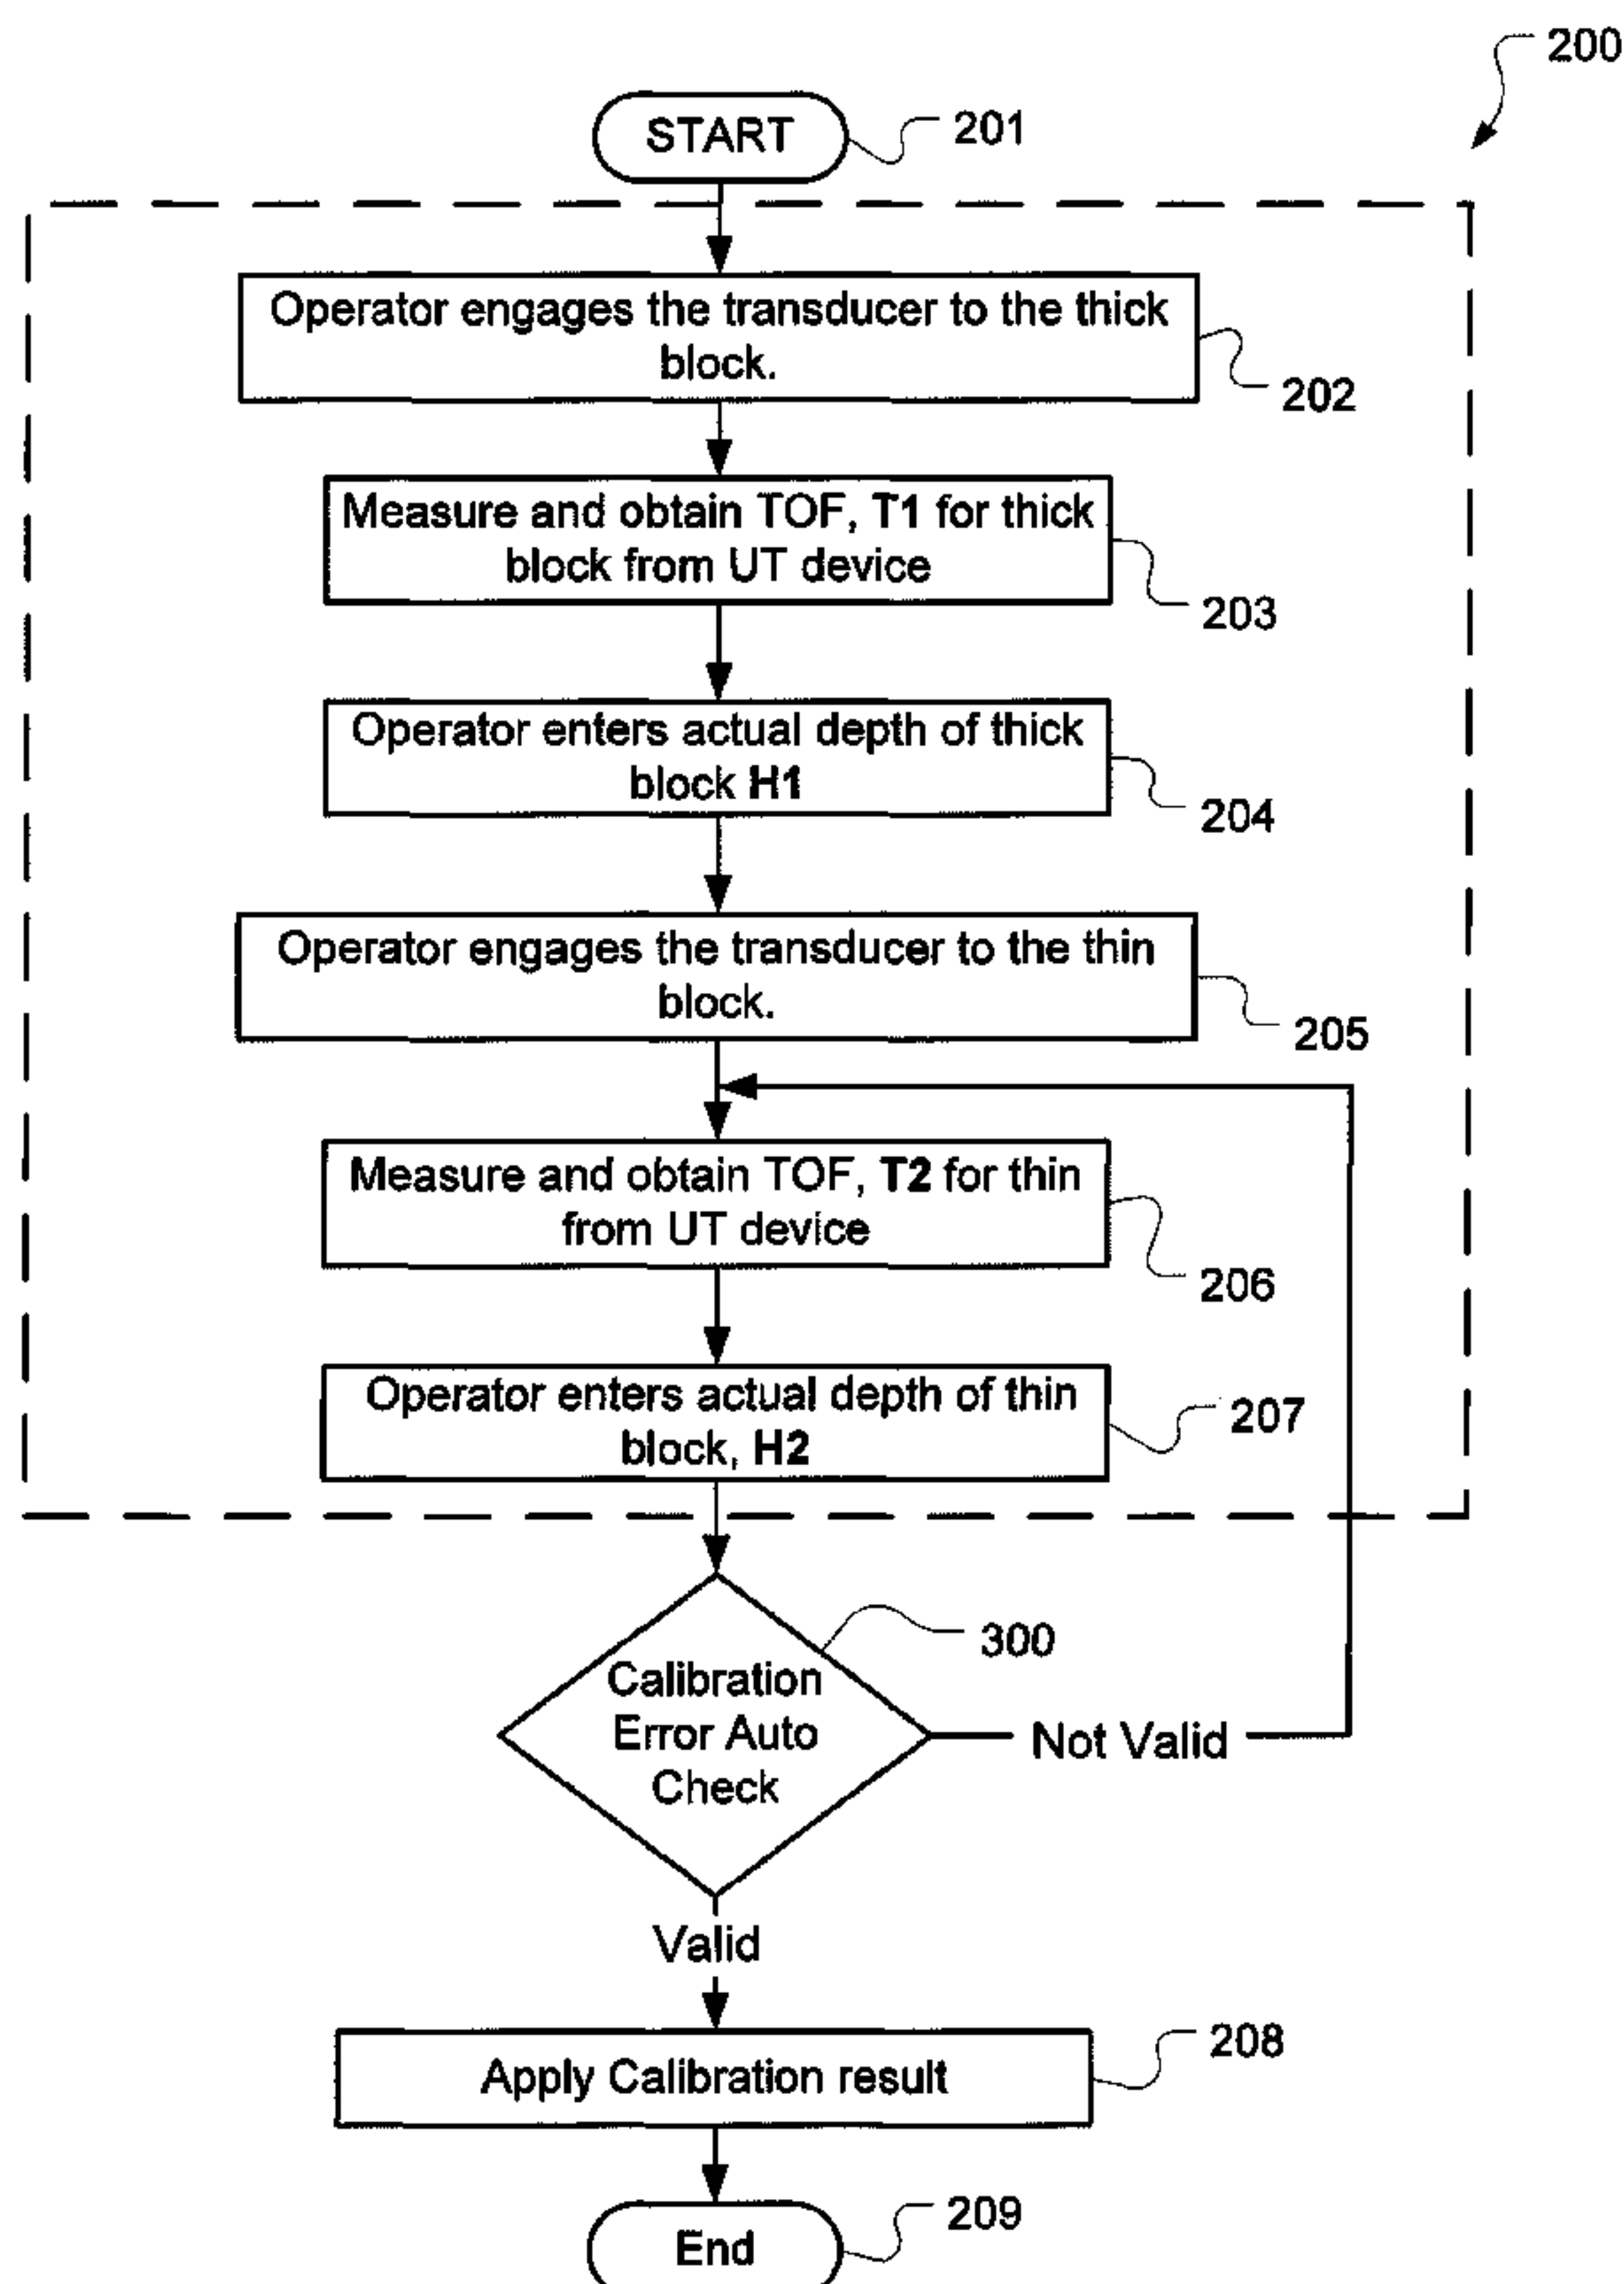 200
START
201
Operator engages the transducer to the thick
block.
202
Measure and obtain TOF, T1 for thick
block from UT device
203
Operator enters actual depth of thick
block H1
204
Operator engages the transducer to the thin
block.
205
Measure and obtain TOF, T2 for thin
from UT device
206
Operator enters actual depth of thin
block, H2
207
300
Calibration
Error Auto
Check
Not Valid
Valid
Apply Calibration result
208
End
209